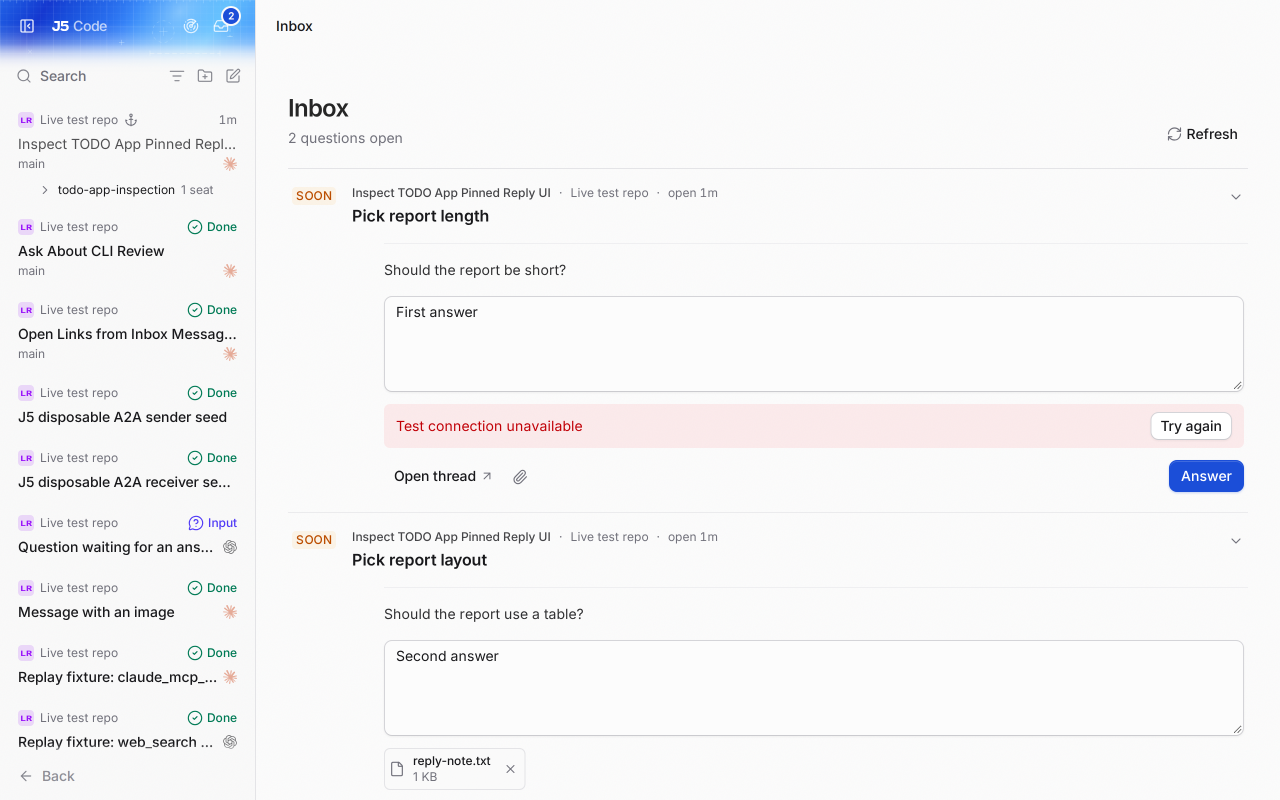 J5 Code
2
Search
LR Live test repo 1m
Inspect TODO App Pinned Repl...
main
todo-app-inspection 1 seat
LR Live test repo Done
Ask About CLI Review
main
LR Live test repo Done
Open Links from Inbox Messag...
main
LR Live test repo Done
J5 disposable A2A sender seed
LR Live test repo Done
J5 disposable A2A receiver se...
LR Live test repo Input
Question waiting for an ans...
LR Live test repo Done
Message with an image
LR Live test repo Done
Replay fixture: claude_mcp_...
LR Live test repo Done
Replay fixture: web_search ...
Back
Inbox
Inbox
2 questions open
Refresh
SOON Inspect TODO App Pinned Reply UI · Live test repo · open 1m
Pick report length
Should the report be short?
First answer
Test connection unavailable Try again
Open thread Answer
SOON Inspect TODO App Pinned Reply UI · Live test repo · open 1m
Pick report layout
Should the report use a table?
Second answer
reply-note.txt
1 KB